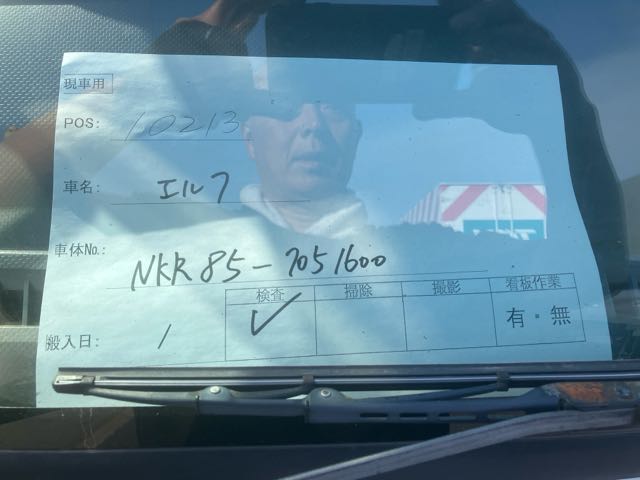 現車用
POS: 10213
車名 エルフ
車体No. NKR85-7051600
検査 掃除 撮影 看板作業
搬入日: 1 ✓ 有・無